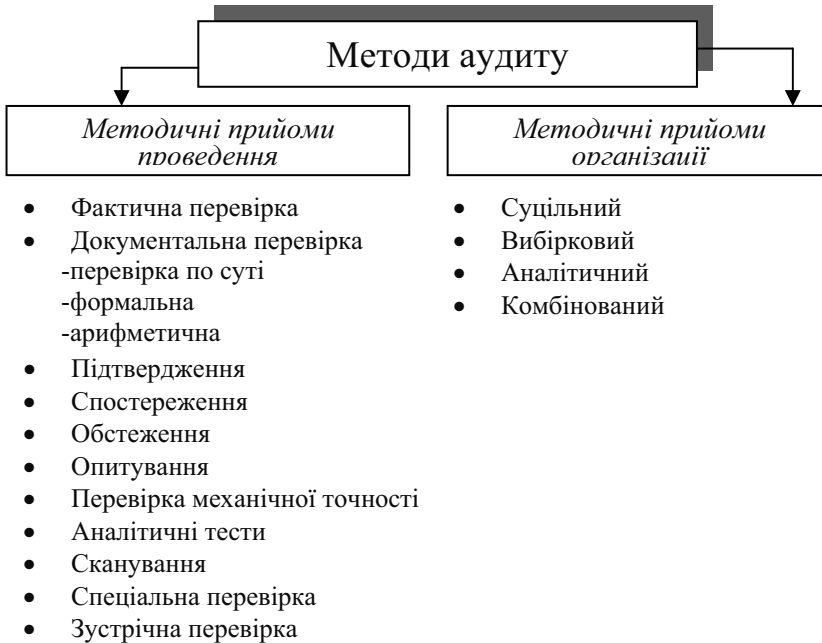 Методи аудиту
Методичні прийоми
проведення
Методичні прийоми
організації
• Фактична перевірка
• Документальна перевірка
-перевірка по суті
-формальна
-арифметична
• Підтвердження
• Спостереження
• Обстеження
• Опитування
• Перевірка механічної точності
• Аналітичні тести
• Сканування
• Спеціальна перевірка
• Зустрічна перевірка
• Суцільний
• Вибірковий
• Аналітичний
• Комбінований